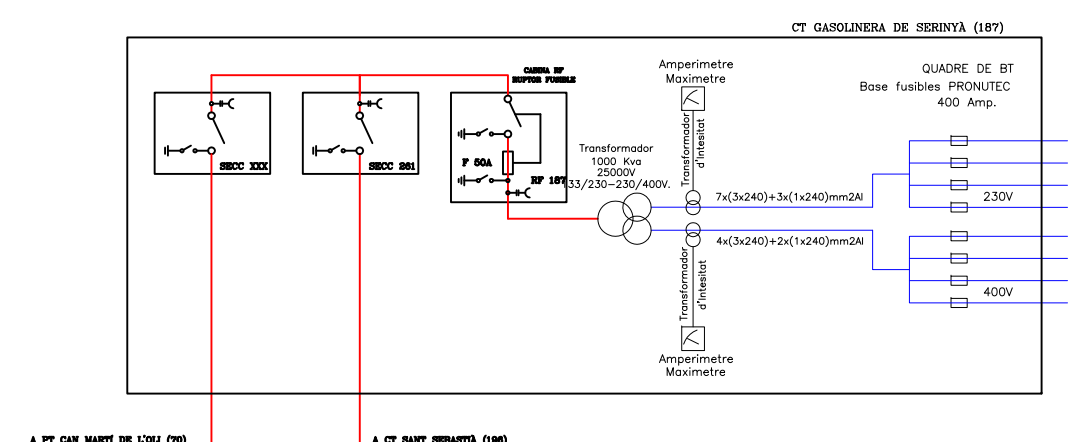 CT GASOLINERA DE SERINYÀ (187)
CABINA RF
RUPTOR FUSIBLE
Amperimetre
Maximetre
QUADRE DE BT
Base fusibles PRONUTEC
400 Amp.
SECC XXX
SECC 261
F 50A
RF 187
Transformador
1000 Kva
25000V
133/230-230/400V.
Transformador
d'Intesitat
7x(3x240)+3x(1x240)mm2Al
230V
4x(3x240)+2x(1x240)mm2Al
Transformador
d'Intesitat
400V
Amperimetre
Maximetre
A PT CAN MARTÍ DE L'OLI (70)
A CT SANT SEBASTIÀ (196)